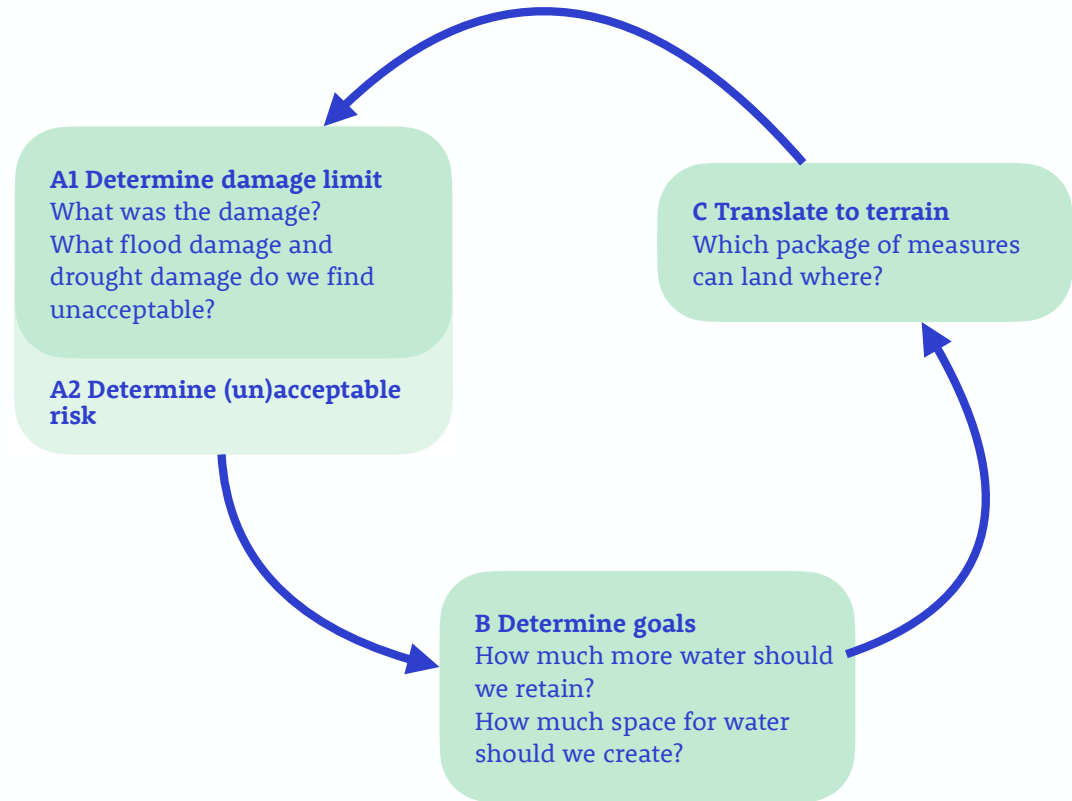 A1 Determine damage limit
What was the damage?
What flood damage and
drought damage do we find
unacceptable?
A2 Determine (un)acceptable
risk
C Translate to terrain
Which package of measures
can land where?
B Determine goals
How much more water should
we retain?
How much space for water
should we create?